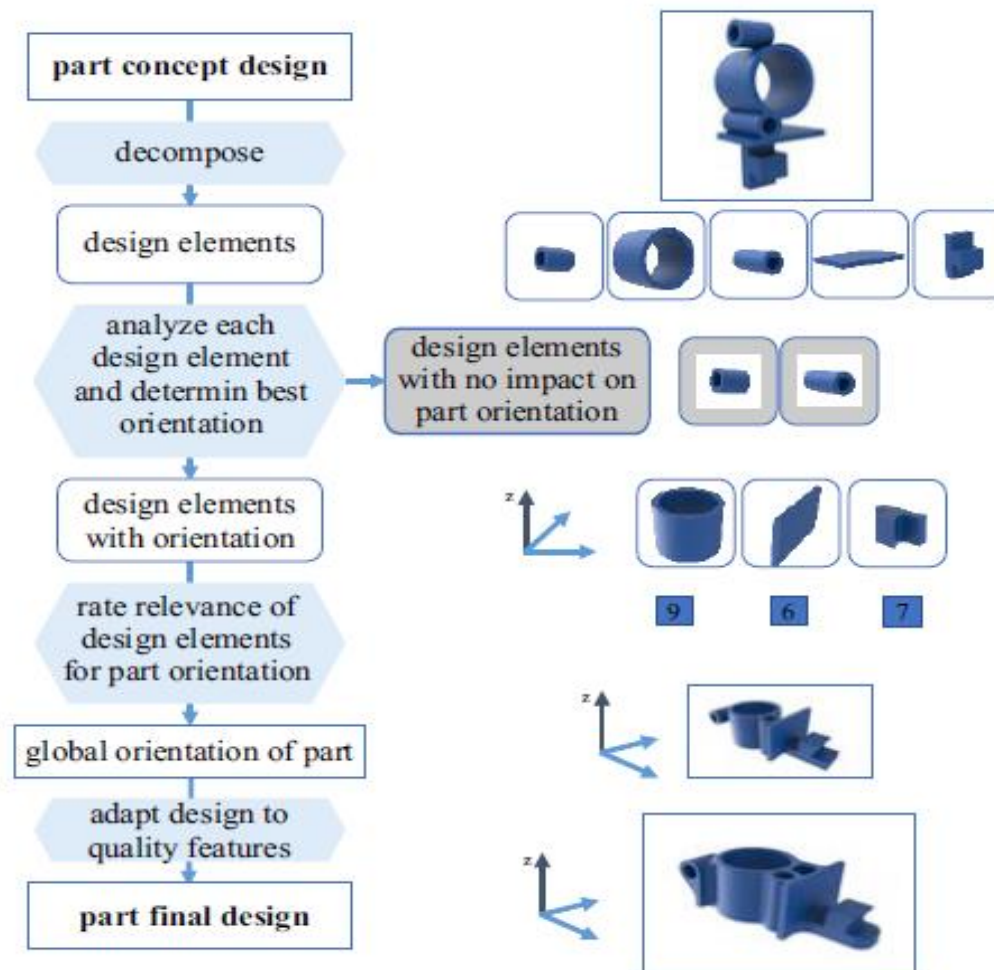 part concept design
decompose
design elements
analyze each
design element
and determin best
orientation
design elements
with no impact on
part orientation
design elements
with orientation
z
9
6
7
rate relevance of
design elements
for part orientation
z
global orientation of part
adapt design to
quality features
z
part final design